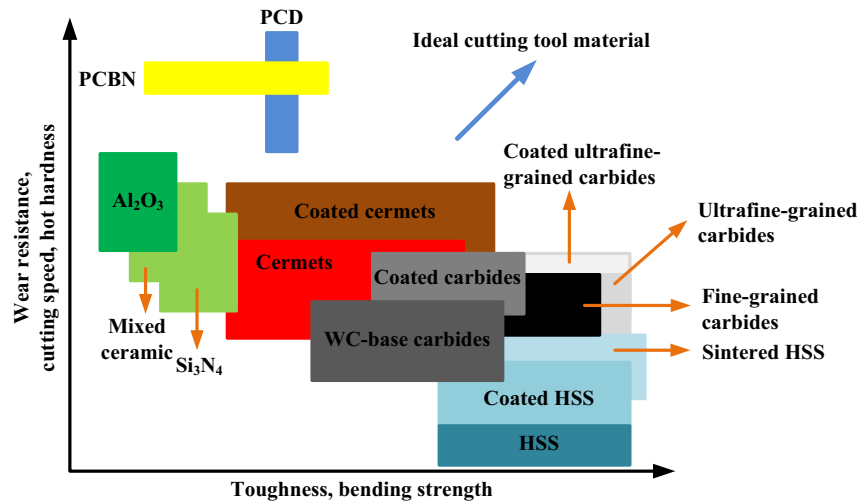 PCD
Ideal cutting tool material
PCBN
Wear resistance,
cutting speed, hot hardness
Coated ultrafine-
grained carbides
Al₂O₃
Coated cermets
Ultrafine-grained
carbides
Cermets
Coated carbides
Fine-grained
carbides
Mixed
ceramic
WC-base carbides
Sintered HSS
Si₃N₄
Coated HSS
HSS
Toughness, bending strength